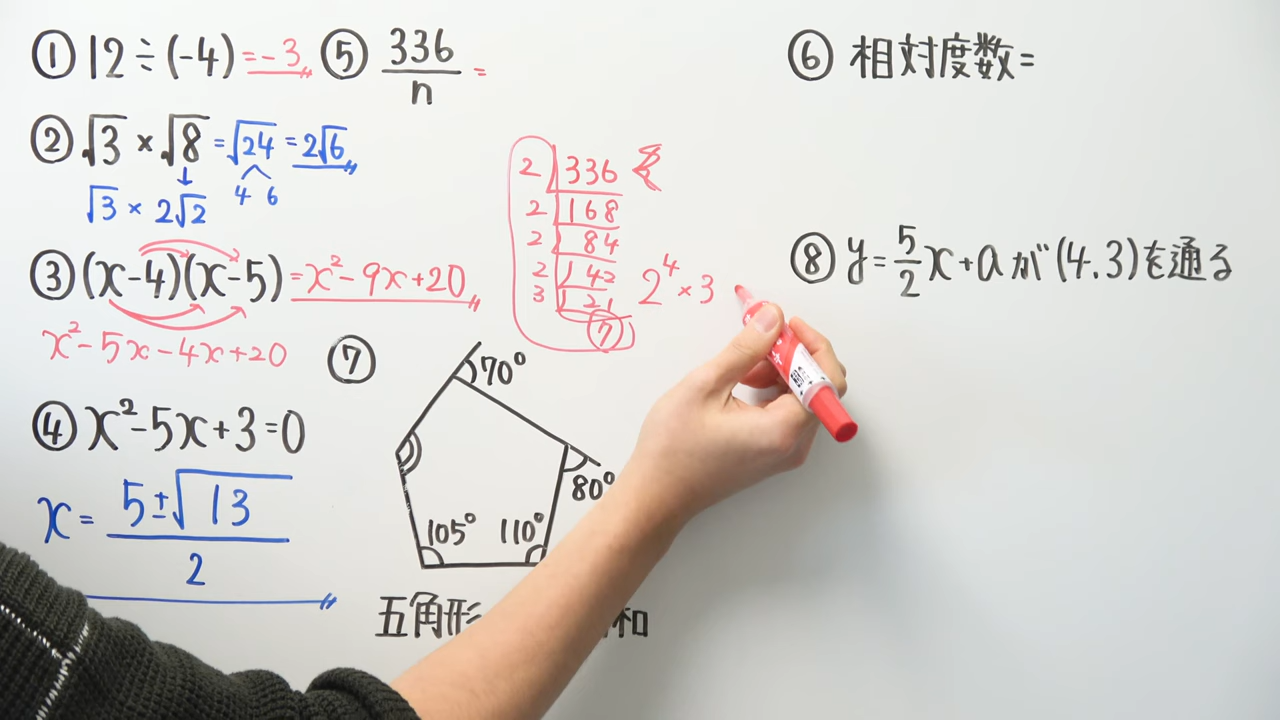 ① 12÷(-4)=-3
② √3×√8=√24=2√6
4 6
√3×2√2
③ (x-4)(x-5)=x²-9x+20
x²-5x-4x+20
④ x²-5x+3=0
x=(5±√13)/2
⑤ 336/n=
2 336
2 168
2 84
2 42
3 21
7
2⁴×3
⑦
70°
80°
105° 110°
五角形
和
⑥ 相対度数=
⑧ y=5/2x+aが(4.3)を通る